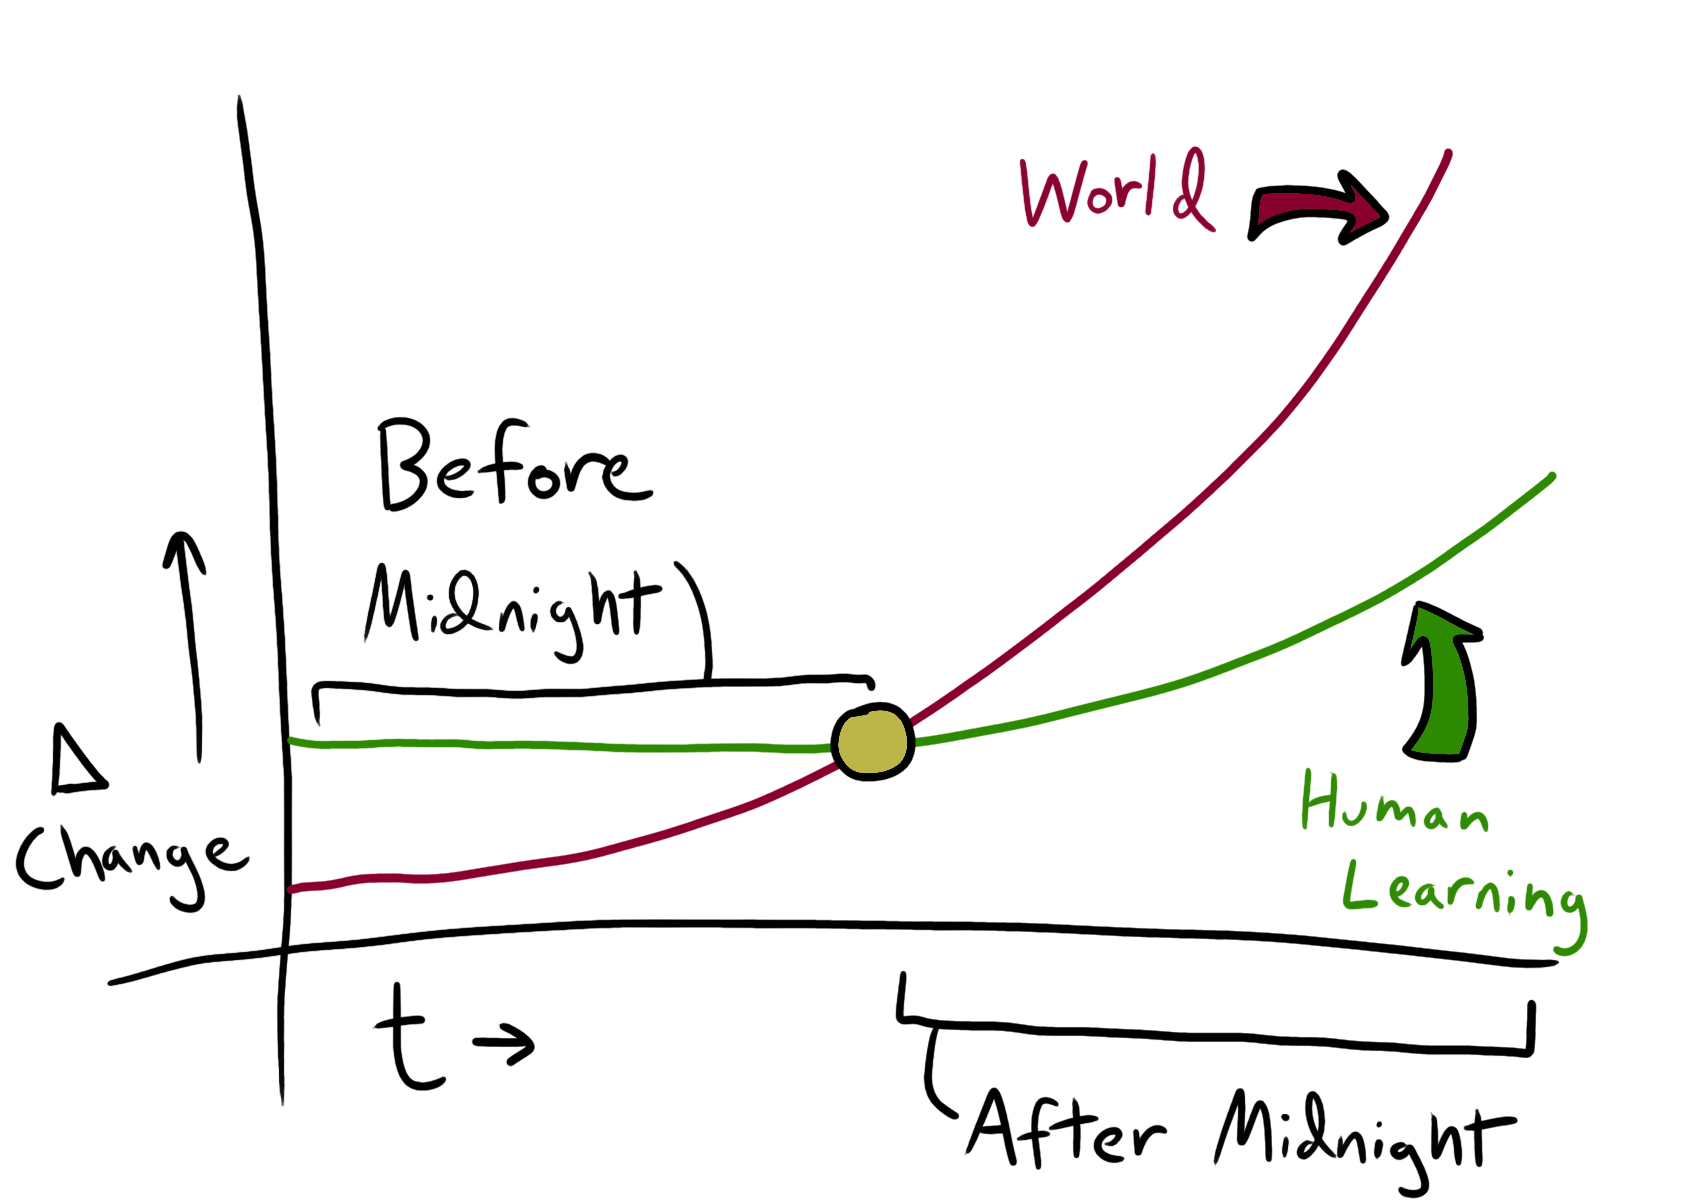 World
Before
Midnight
Δ
Change
Human
Learning
t
After Midnight